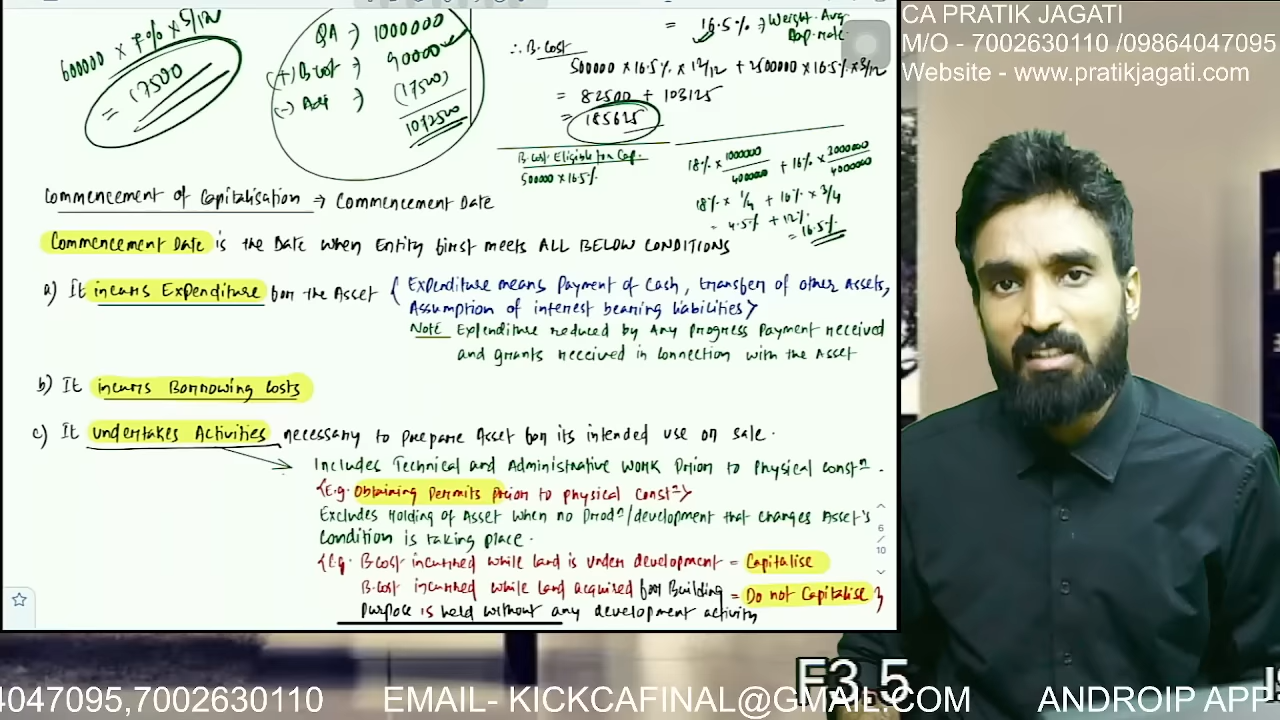 600000 × 7% × 5/12
= 17500
QA → 1000000
(+) B.Cost → 90000
(-) Adj → (17500)
1072500
= 16.5% → Weight. Avg
Cap. Rate
∴ B.Cost
500000 × 16.5% × 12/12 + 2500000 × 16.5% × 3/12
= 82500 + 103125
= 185625
B.Cost Eligible for Cap.
500000 × 16.5%
18% × 1000000/4000000 + 16% × 3000000/4000000
18% × 1/4 + 16% × 3/4
= 4.5% + 12%
= 16.5%
Commencement of Capitalisation → Commencement Date
Commencement Date is the Date when Entity first meets ALL BELOW CONDITIONS
a) It incurs Expenditure for the Asset { Expenditure means Payment of Cash, transfer of other Assets,
Assumption of interest bearing liabilities }
Note Expenditure reduced by Any Progress Payment received
and grants received in connection with the Asset
b) It incurs Borrowing Costs
c) It undertakes Activities necessary to prepare Asset for its intended use or sale.
Includes Technical and Administrative work Prior to Physical constⁿ.
{E.g. Obtaining Permits prior to physical constⁿ}
Excludes Holding of Asset when no prodⁿ/development that changes Asset's
condition is taking place.
{Eg. B.Cost incurred while land is under development = Capitalise
B.Cost incurred while land acquired for Building = Do not Capitalise }
Purpose is held without any development activity
6
/
10
CA PRATIK JAGATI
M/O - 7002630110 /09864047095
Website - www.pratikjagati.com
F3.5
4047095,7002630110 EMAIL- KICKCAFINAL@GMAIL.COM ANDROIP APP-